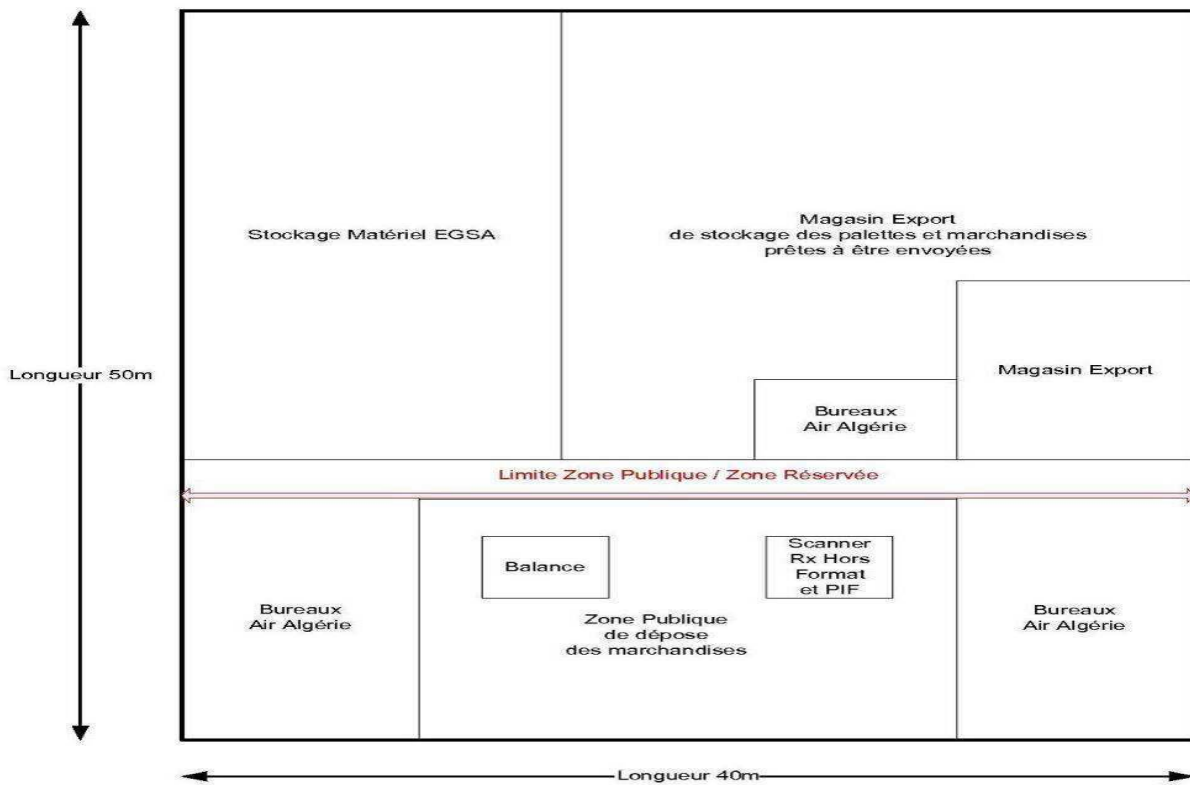 Stockage Matériel EGSA
Magasin Export
de stockage des palettes et marchandises
prêtes à être envoyées
Longueur 50m
Magasin Export
Bureaux
Air Algérie
Limite Zone Publique / Zone Réservée
Balance
Scanner
Rx Hors
Format
et PIF
Bureaux
Air Algérie
Zone Publique
de dépose
des marchandises
Bureaux
Air Algérie
Longueur 40m